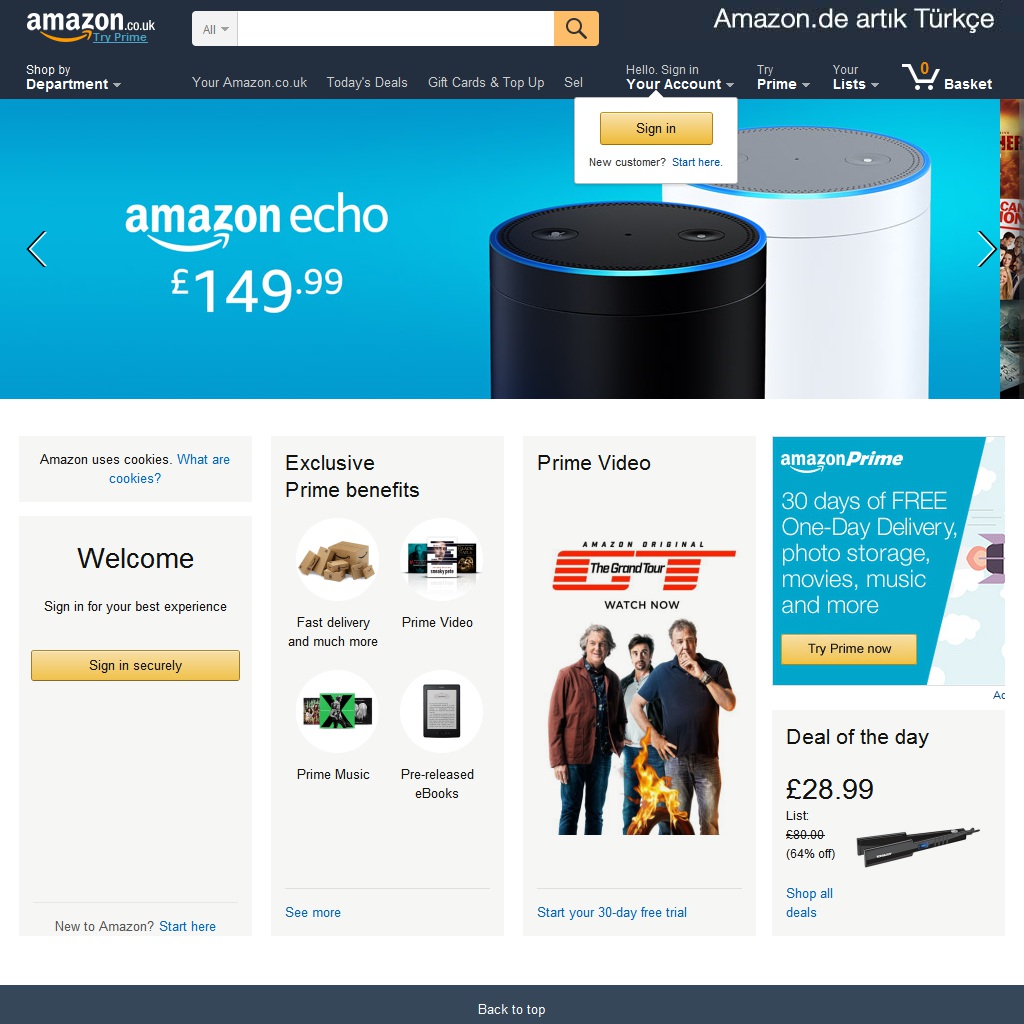 amazon.co.uk
Try Prime
All
Amazon.de artık Türkçe
Shop by
Department
Your Amazon.co.uk
Today's Deals
Gift Cards & Top Up
Sel
Hello. Sign in
Your Account
Try
Prime
Your
Lists
0
Basket
Sign in
New customer? Start here.
amazon echo
£149.99
Amazon uses cookies. What are
cookies?
Welcome
Sign in for your best experience
Sign in securely
New to Amazon? Start here
Exclusive
Prime benefits
Fast delivery
and much more
Prime Video
Prime Music
Pre-released
eBooks
See more
Prime Video
AMAZON ORIGINAL
The Grand Tour
WATCH NOW
Start your 30-day free trial
amazonPrime
30 days of FREE
One-Day Delivery,
photo storage,
movies, music
and more
Try Prime now
Deal of the day
£28.99
List:
£80.00
(64% off)
Shop all
deals
Back to top